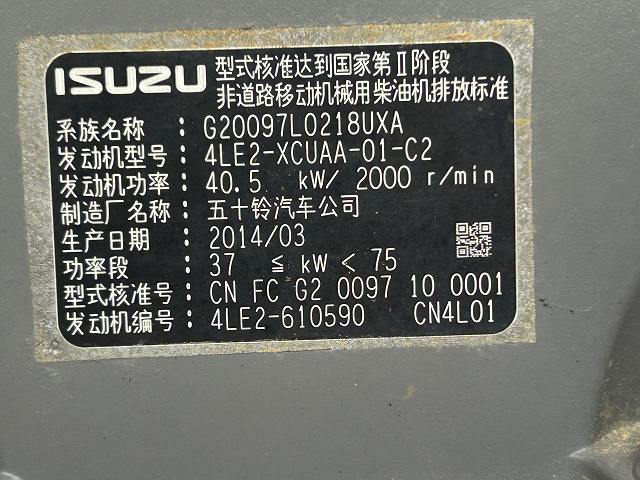 ISUZU
型式核准达到国家第Ⅱ阶段
非道路移动机械用柴油机排放标准
系族名称 : G20097L0218UXA
发动机型号: 4LE2-XCUAA-01-C2
发动机功率: 40.5 kW/ 2000 r/min
制造厂名称: 五十铃汽车公司
生产日期 : 2014/03
功率段 : 37 ≦ kW < 75
型式核准号: CN FC G2 0097 10 0001
发动机编号: 4LE2-610590 CN4L01